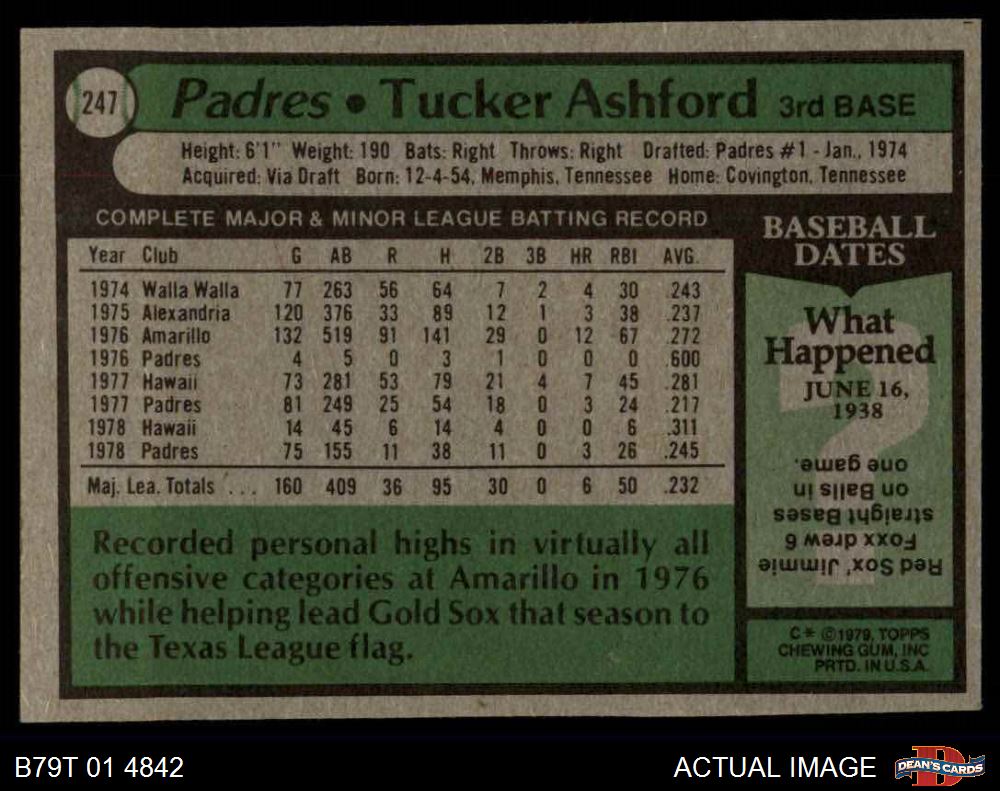 247 Padres • Tucker Ashford 3rd BASE
Height: 6'1" Weight: 190 Bats: Right Throws: Right Drafted: Padres #1 - Jan., 1974
Acquired: Via Draft Born: 12-4-54, Memphis, Tennessee Home: Covington, Tennessee
COMPLETE MAJOR & MINOR LEAGUE BATTING RECORD
Year Club G AB R H 2B 3B HR RBI AVG.
1974 Walla Walla 77 263 56 64 7 2 4 30 .243
1975 Alexandria 120 376 33 89 12 1 3 38 .237
1976 Amarillo 132 519 91 141 29 0 12 67 .272
1976 Padres 4 5 0 3 1 0 0 0 .600
1977 Hawaii 73 281 53 79 21 4 7 45 .281
1977 Padres 81 249 25 54 18 0 3 24 .217
1978 Hawaii 14 45 6 14 4 0 0 6 .311
1978 Padres 75 155 11 38 11 0 3 26 .245
Maj. Lea. Totals ... 160 409 36 95 30 0 6 50 .232
Recorded personal highs in virtually all
offensive categories at Amarillo in 1976
while helping lead Gold Sox that season to
the Texas League flag.
BASEBALL
DATES
What
Happened
JUNE 16,
1938
Red Sox' Jimmie
Foxx drew 6
straight Bases
on Balls in
one game.
C* ©1979, TOPPS
CHEWING GUM, INC
PRTD. IN U.S.A.
B79T 01 4842
ACTUAL IMAGE
DEAN'S CARDS